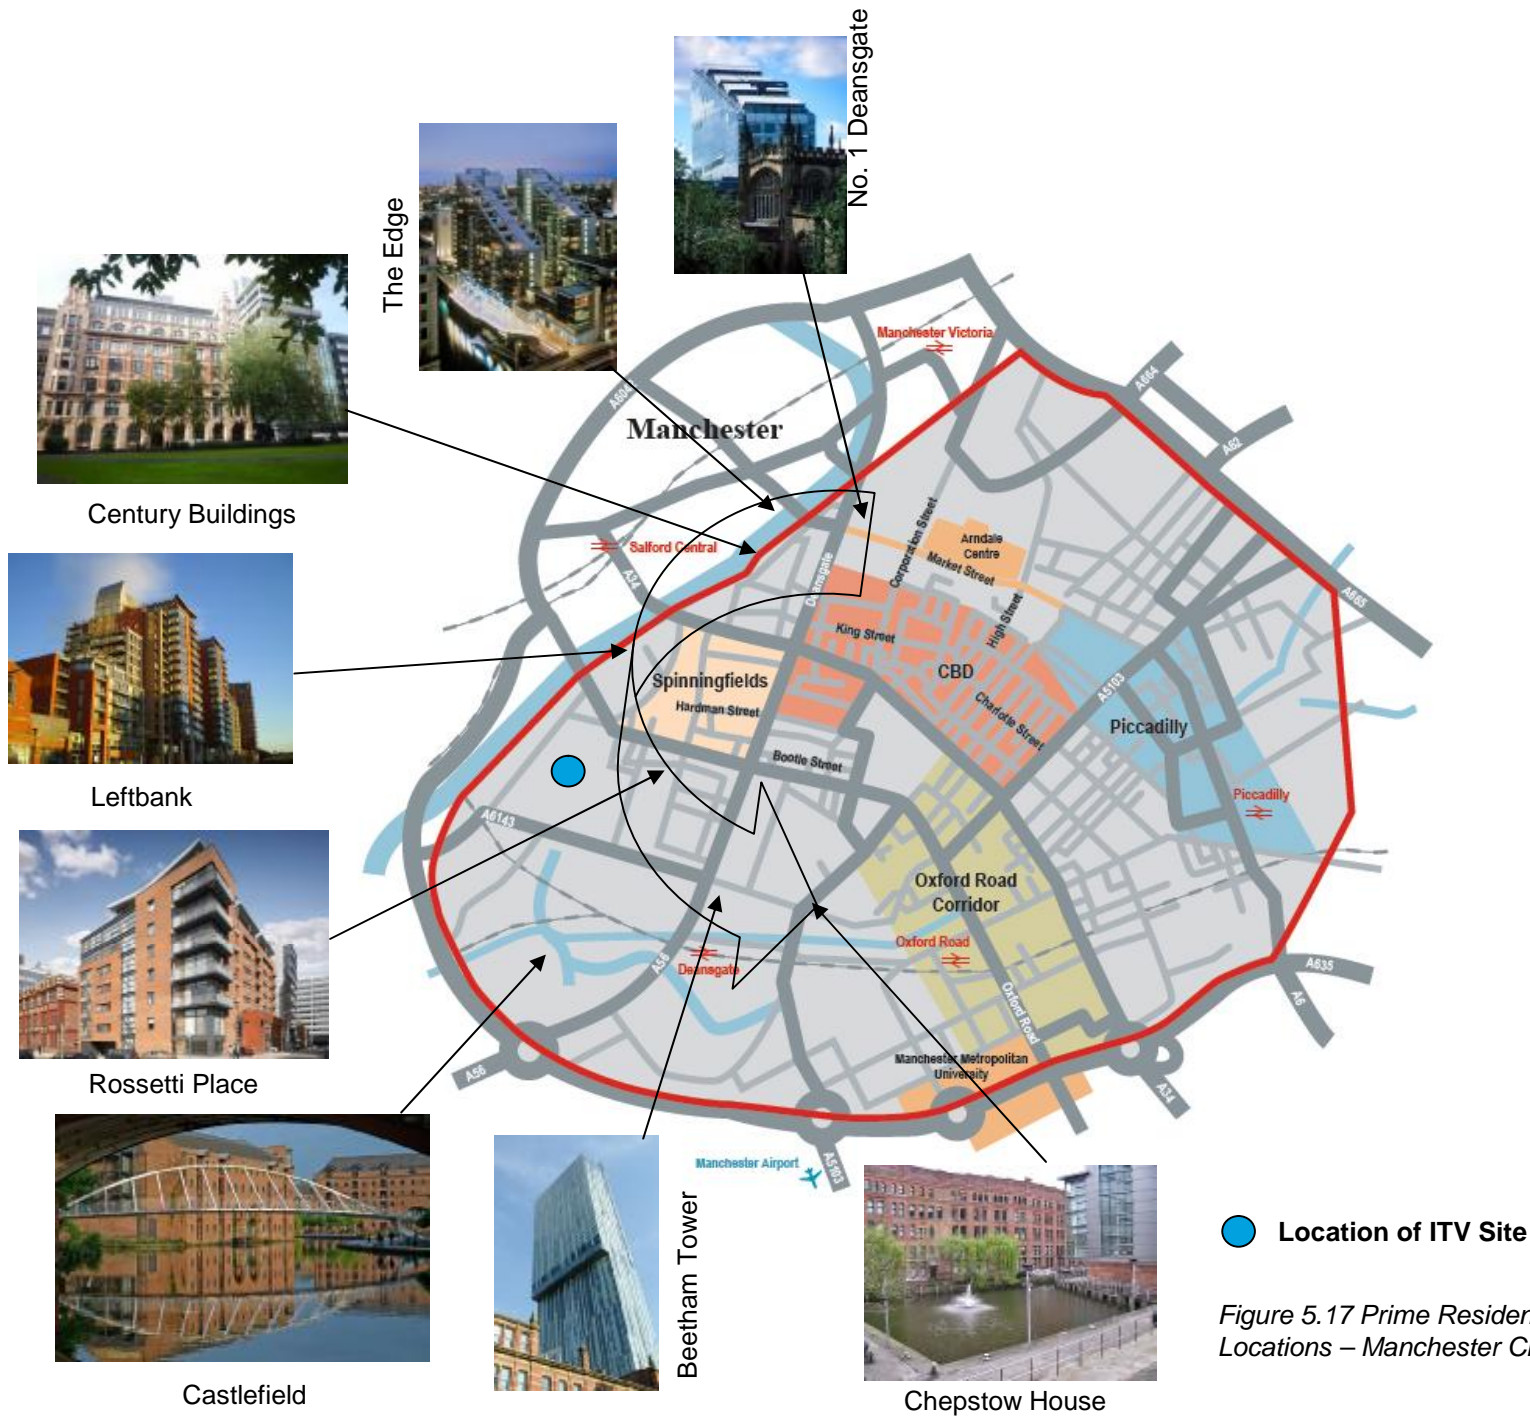 No. 1 Deansgate
The Edge
Manchester Victoria
A664
A604
Manchester
A62
Century Buildings
Corporation Street
Arndale
Centre
Market Street
Salford Central
A34
Deansgate
A665
High Street
King Street
CBD
Spinningfields
Hardman Street
A5103
Charlotte Street
Piccadilly
Bootle Street
Leftbank
Piccadilly
A6143
Oxford Road
Corridor
Oxford Road
A56
Deansgate
A635
A6
Oxford Road
Manchester Metropolitan
University
A56
A34
Rossetti Place
Manchester Airport
A5103
Beetham Tower
Location of ITV Site
Figure 5.17 Prime Residen
Locations – Manchester Ci
Castlefield
Chepstow House